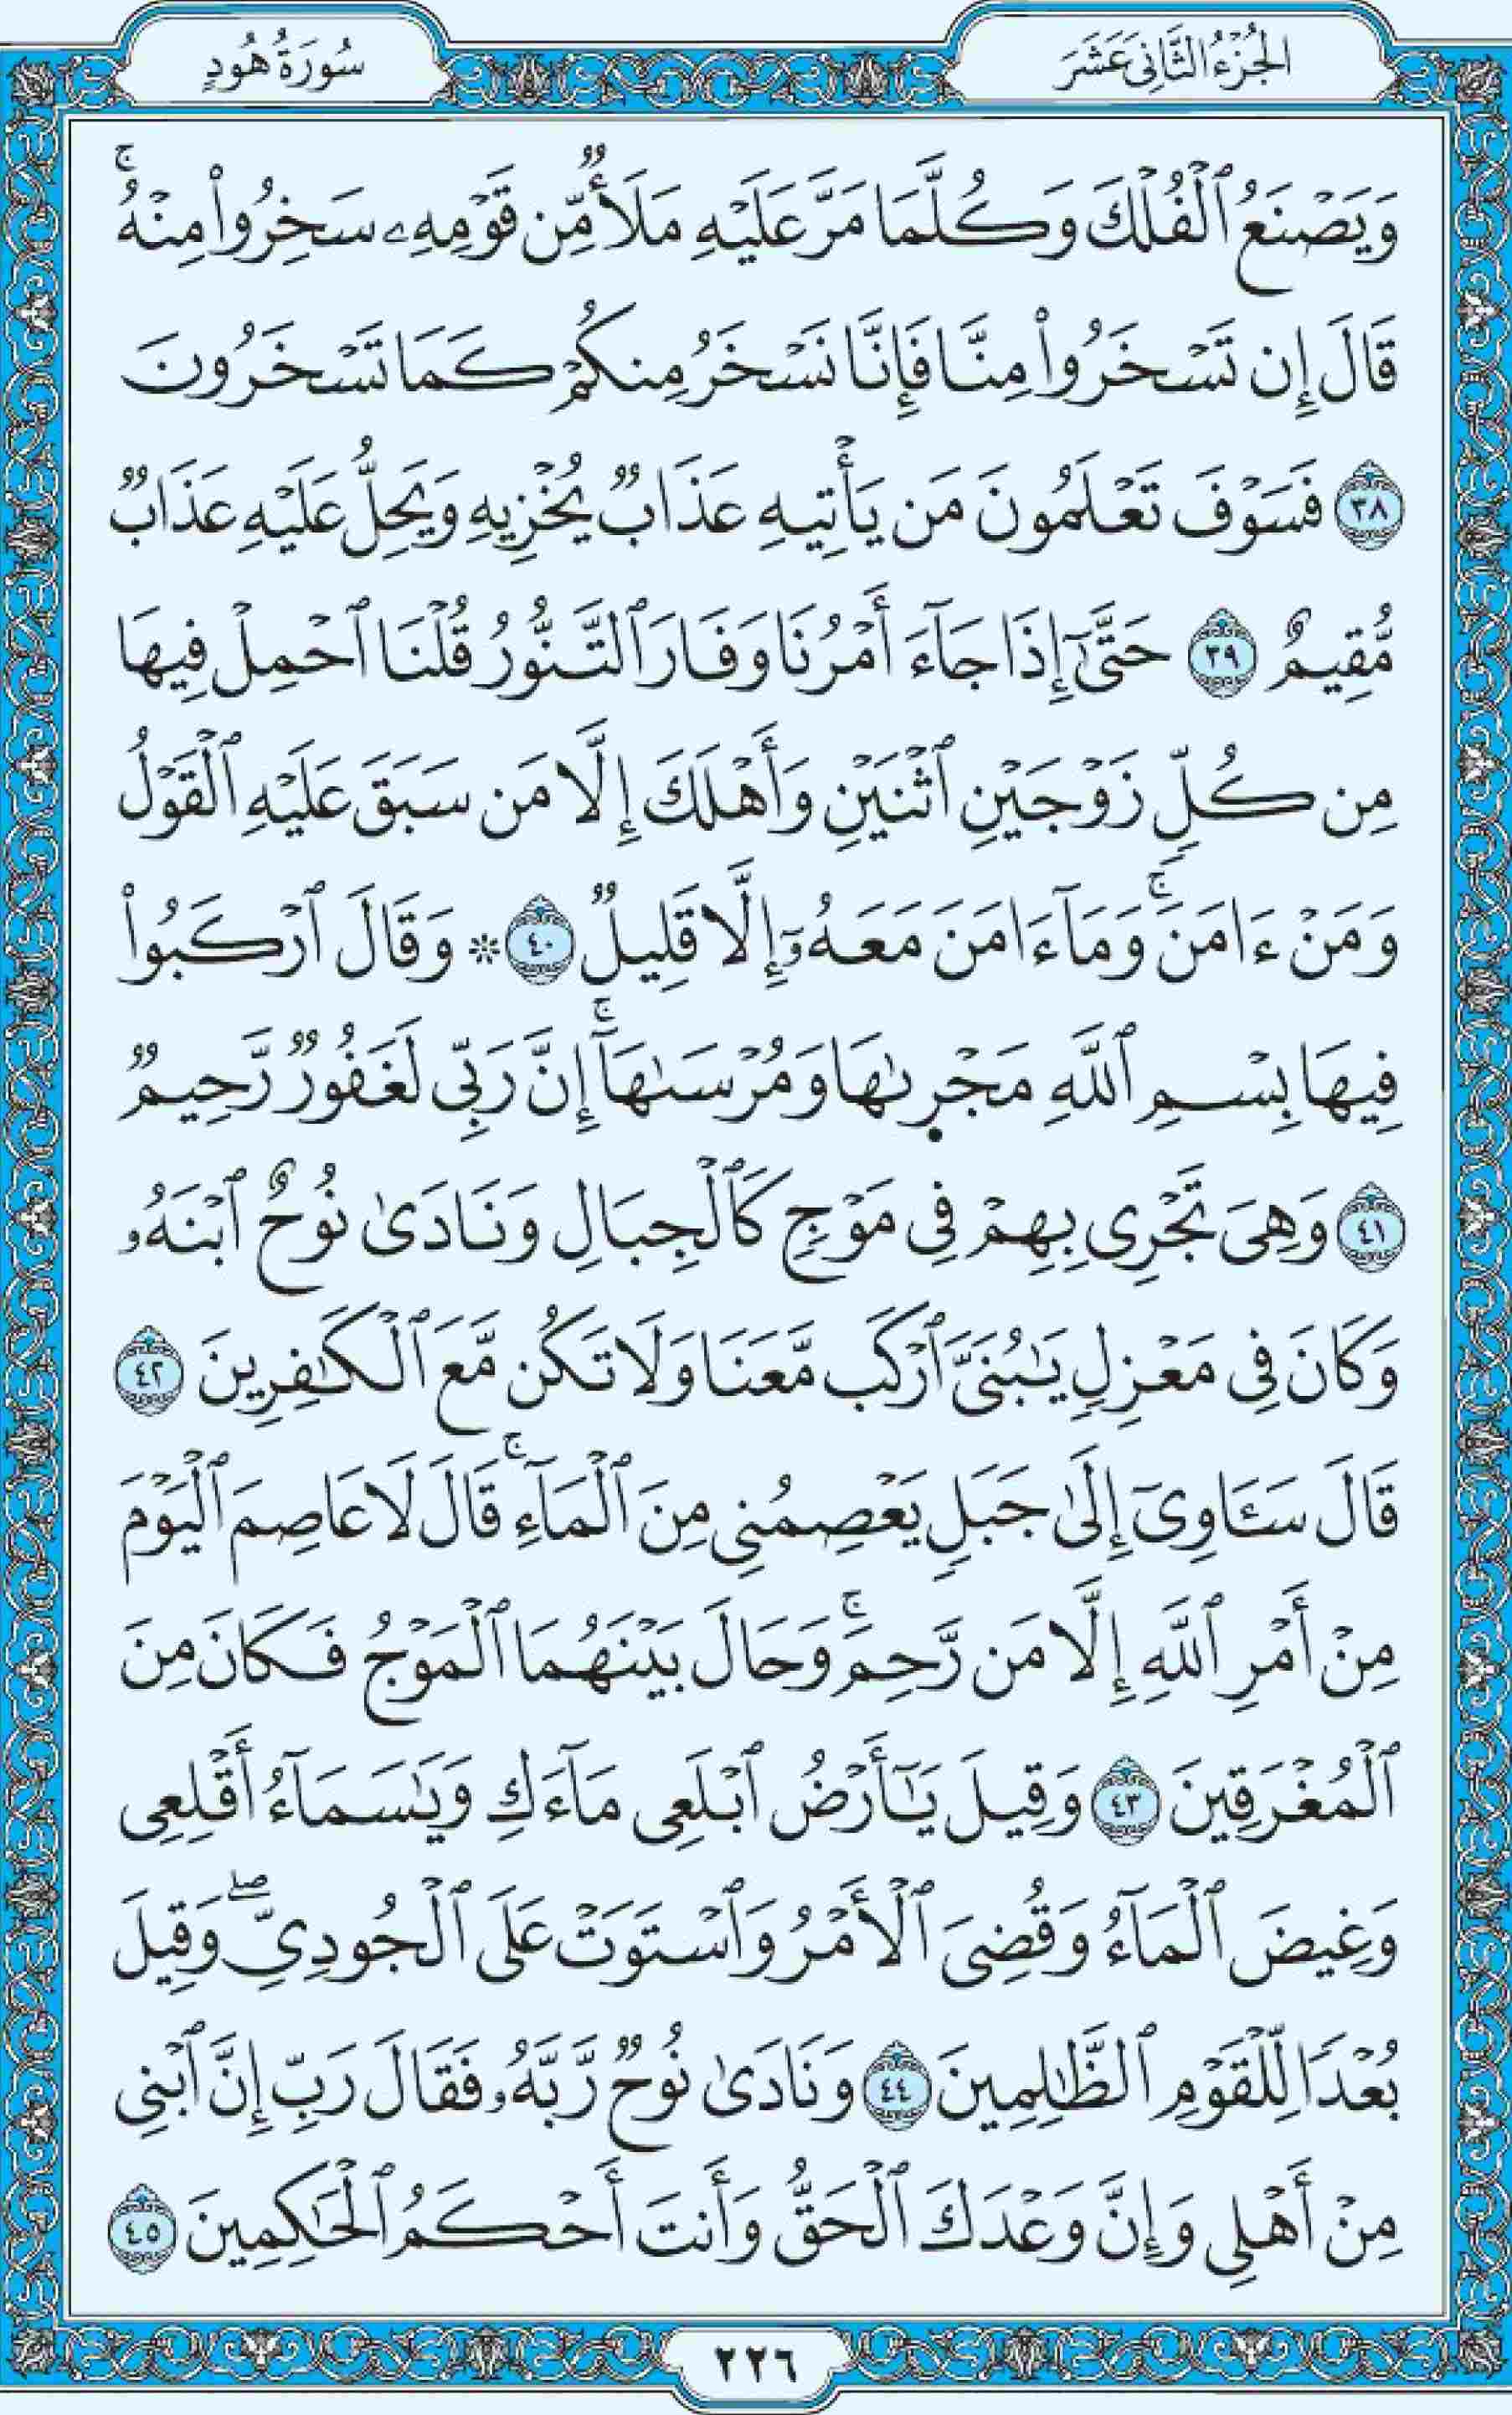 الجُزْءُ الثَّانِي عَشَرَ
سُورَةُ هُودٍ
وَيَصْنَعُ ٱلْفُلْكَ وَكُلَّمَا مَرَّ عَلَيْهِ مَلَأٌ مِّن قَوْمِهِۦ سَخِرُوا۟ مِنْهُ ۚ
قَالَ إِن تَسْخَرُوا۟ مِنَّا فَإِنَّا نَسْخَرُ مِنكُمْ كَمَا تَسْخَرُونَ
٣٨ فَسَوْفَ تَعْلَمُونَ مَن يَأْتِيهِ عَذَابٌ يُخْزِيهِ وَيَحِلُّ عَلَيْهِ عَذَابٌ
مُّقِيمٌ ٣٩ حَتَّىٰٓ إِذَا جَآءَ أَمْرُنَا وَفَارَ ٱلتَّنُّورُ قُلْنَا ٱحْمِلْ فِيهَا
مِن كُلٍّ زَوْجَيْنِ ٱثْنَيْنِ وَأَهْلَكَ إِلَّا مَن سَبَقَ عَلَيْهِ ٱلْقَوْلُ
وَمَنْ ءَامَنَ ۚ وَمَآ ءَامَنَ مَعَهُۥٓ إِلَّا قَلِيلٌ ٤٠ ۞ وَقَالَ ٱرْكَبُوا۟
فِيهَا بِسْمِ ٱللَّهِ مَجْر۪ىٰهَا وَمُرْسَىٰهَآ ۚ إِنَّ رَبِّى لَغَفُورٌ رَّحِيمٌ
٤١ وَهِىَ تَجْرِى بِهِمْ فِى مَوْجٍ كَٱلْجِبَالِ وَنَادَىٰ نُوحٌ ٱبْنَهُۥ
وَكَانَ فِى مَعْزِلٍ يَـٰبُنَىَّ ٱرْكَب مَّعَنَا وَلَا تَكُن مَّعَ ٱلْكَـٰفِرِينَ ٤٢
قَالَ سَـَٔاوِىٓ إِلَىٰ جَبَلٍ يَعْصِمُنِى مِنَ ٱلْمَآءِ ۚ قَالَ لَا عَاصِمَ ٱلْيَوْمَ
مِنْ أَمْرِ ٱللَّهِ إِلَّا مَن رَّحِمَ ۚ وَحَالَ بَيْنَهُمَا ٱلْمَوْجُ فَكَانَ مِنَ
ٱلْمُغْرَقِينَ ٤٣ وَقِيلَ يَـٰٓأَرْضُ ٱبْلَعِى مَآءَكِ وَيَـٰسَمَآءُ أَقْلِعِى
وَغِيضَ ٱلْمَآءُ وَقُضِىَ ٱلْأَمْرُ وَٱسْتَوَتْ عَلَى ٱلْجُودِىِّ ۖ وَقِيلَ
بُعْدًا لِّلْقَوْمِ ٱلظَّـٰلِمِينَ ٤٤ وَنَادَىٰ نُوحٌ رَّبَّهُۥ فَقَالَ رَبِّ إِنَّ ٱبْنِى
مِنْ أَهْلِى وَإِنَّ وَعْدَكَ ٱلْحَقُّ وَأَنتَ أَحْكَمُ ٱلْحَـٰكِمِينَ ٤٥
٢٢٦